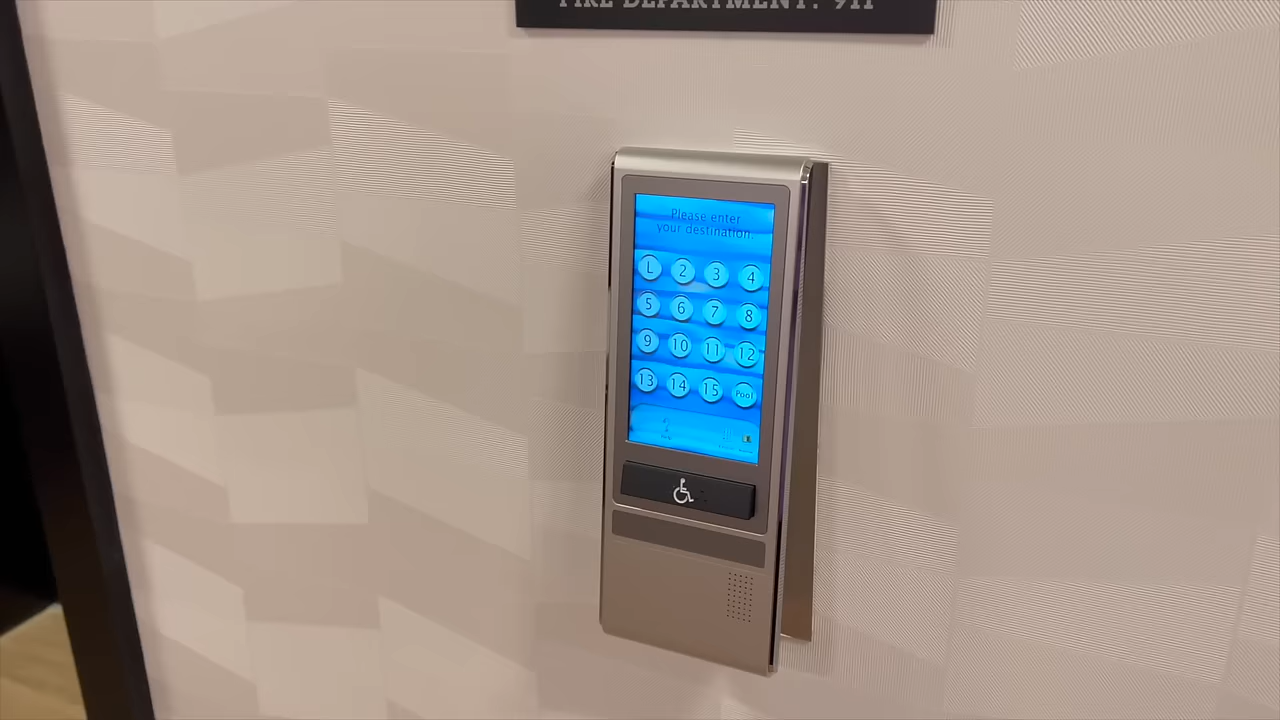 FIRE DEPARTMENT: 911
Please enter
your destination.
L 2 3 4
5 6 7 8
9 10 11 12
13 14 15 Pool
Help